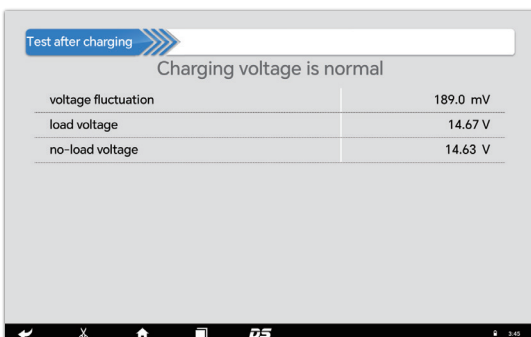 Test after charging
Charging voltage is normal
voltage fluctuation 189.0 mV
load voltage 14.67 V
no-load voltage 14.63 V
DS 3:45